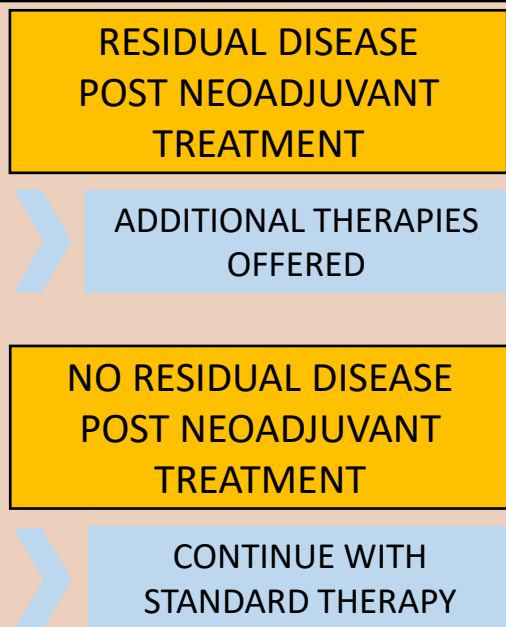 RESIDUAL DISEASE
POST NEOADJUVANT
TREATMENT
ADDITIONAL THERAPIES
OFFERED
NO RESIDUAL DISEASE
POST NEOADJUVANT
TREATMENT
CONTINUE WITH
STANDARD THERAPY